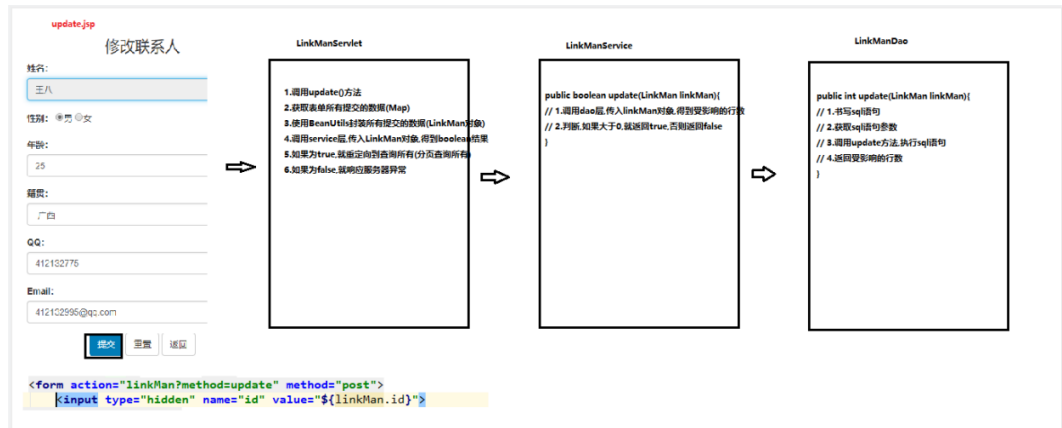 update.jsp
修改联系人
姓名:
王八
性别: 男 女
年龄:
25
籍贯:
广西
QQ:
412132775
Email:
412132995@qq.com
提交 重置 返回
<form action="linkMan?method=update" method="post">
<input type="hidden" name="id" value="${linkMan.id}">
LinkManServlet
1.调用update()方法
2.获取表单所有提交的数据(Map)
3.使用BeanUtils封装所有提交的数据(LinkMan对象)
4.调用service层,传入LinkMan对象,得到boolean结果
5.如果为true,就重定向到查询所有(分页查询所有)
6.如果为false,就响应服务器异常
LinkManService
public boolean update(LinkMan linkMan){
// 1.调用dao层,传入linkMan对象,得到受影响的行数
// 2.判断,如果大于0,就返回true,否则返回false
}
LinkManDao
public int update(LinkMan linkMan){
// 1.书写sql语句
// 2.获取sql语句参数
// 3.调用update方法,执行sql语句
// 4.返回受影响的行数
}